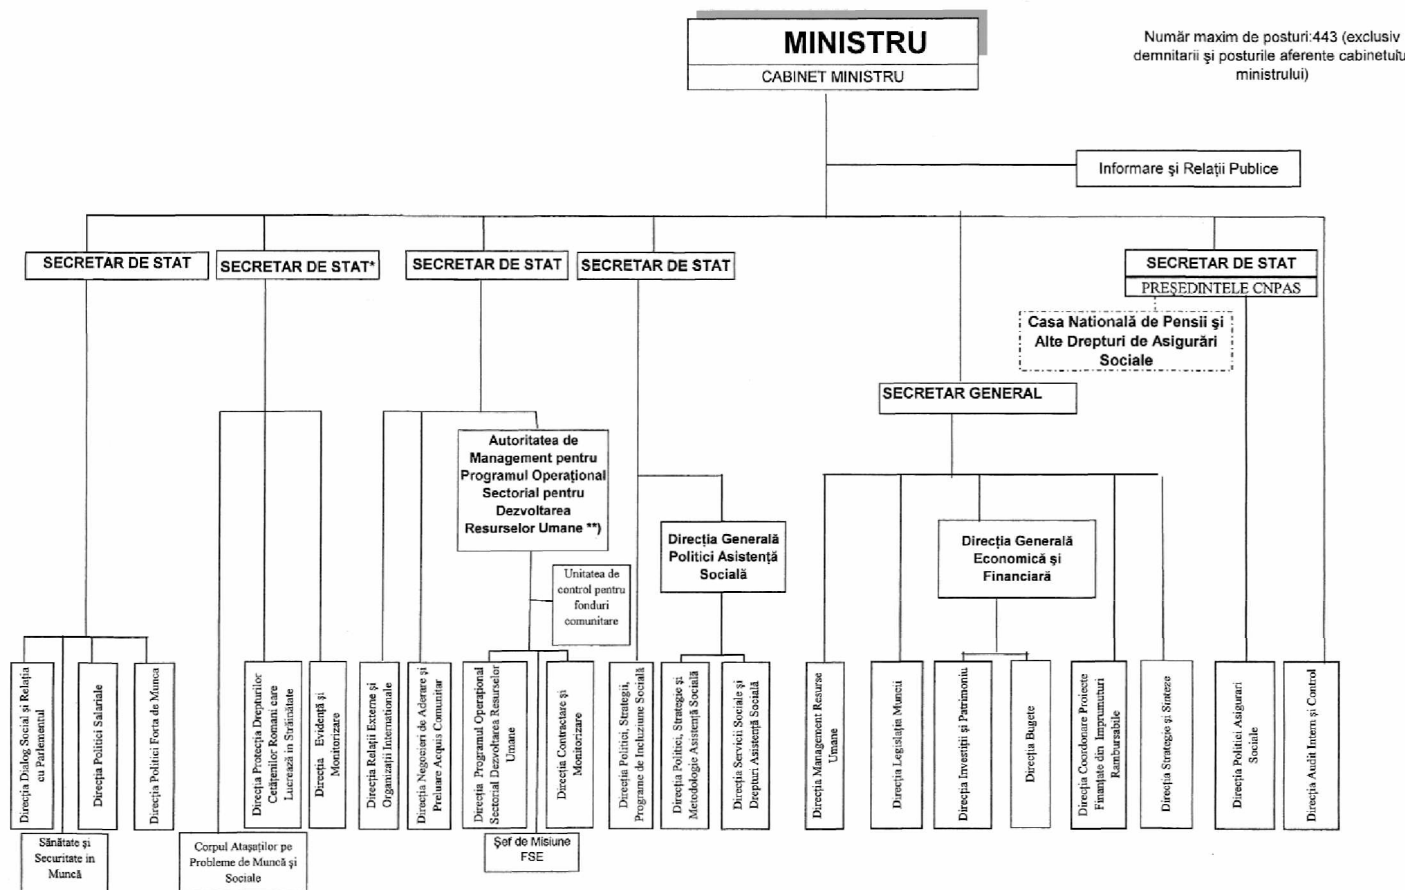 MINISTRU
CABINET MINISTRU
Număr maxim de posturi:443 (exclusiv
demnitarii şi posturile aferente cabinetului
ministrului)
Informare şi Relaţii Publice
SECRETAR DE STAT
SECRETAR DE STAT*
SECRETAR DE STAT
SECRETAR DE STAT
SECRETAR DE STAT
PREŞEDINTELE CNPAS
Casa Natională de Pensii şi
Alte Drepturi de Asigurări
Sociale
SECRETAR GENERAL
Autoritatea de
Management pentru
Programul Operaţional
Sectorial pentru
Dezvoltarea
Resurselor Umane **)
Direcţia Generală
Politici Asistenţă
Socială
Direcţia Generală
Economică şi
Financiară
Unitatea de
control pentru
fonduri
comunitare
Direcţia Dialog Social şi Relaţia
cu Parlamentul
Direcţia Politici Salariale
Direcţia Politici Forta de Munca
Direcţia Protecţia Drepturilor
Cetăţenilor Romani care
Lucrează in Străinătate
Direcţia Evidenţă şi
Monitorizare
Direcţia Relaţii Externe şi
Organizaţii Internationale
Direcţia Negocieri de Aderare şi
Preluare Acquis Comunitar
Direcţia Programul Operaţional
Sectorial Dezvoltarea Resurselor
Umane
Direcţia Contractare şi
Monitorizare
Direcţia Politici, Strategii,
Programe de Incluziune Socială
Direcţia Politici, Strategie şi
Metodologie Asistenţă Socială
Direcţia Servicii Sociale şi
Drepturi Asistenţă Socială
Direcţia Management Resurse
Umane
Direcţia Legislaţia Muncii
Direcţia Investiţii şi Patrimoniu
Direcţia Bugete
Direcţia Coordonare Proiecte
Finanţate din Imprumuturi
Rambursabile
Direcţia Strategie şi Sinteze
Direcţia Politici Asigurari
Sociale
Direcţia Audit Intern şi Control
Sănătate şi
Securitate in
Muncă
Corpul Ataşaţilor pe
Probleme de Muncă şi
Sociale
Şef de Misiune
FSE